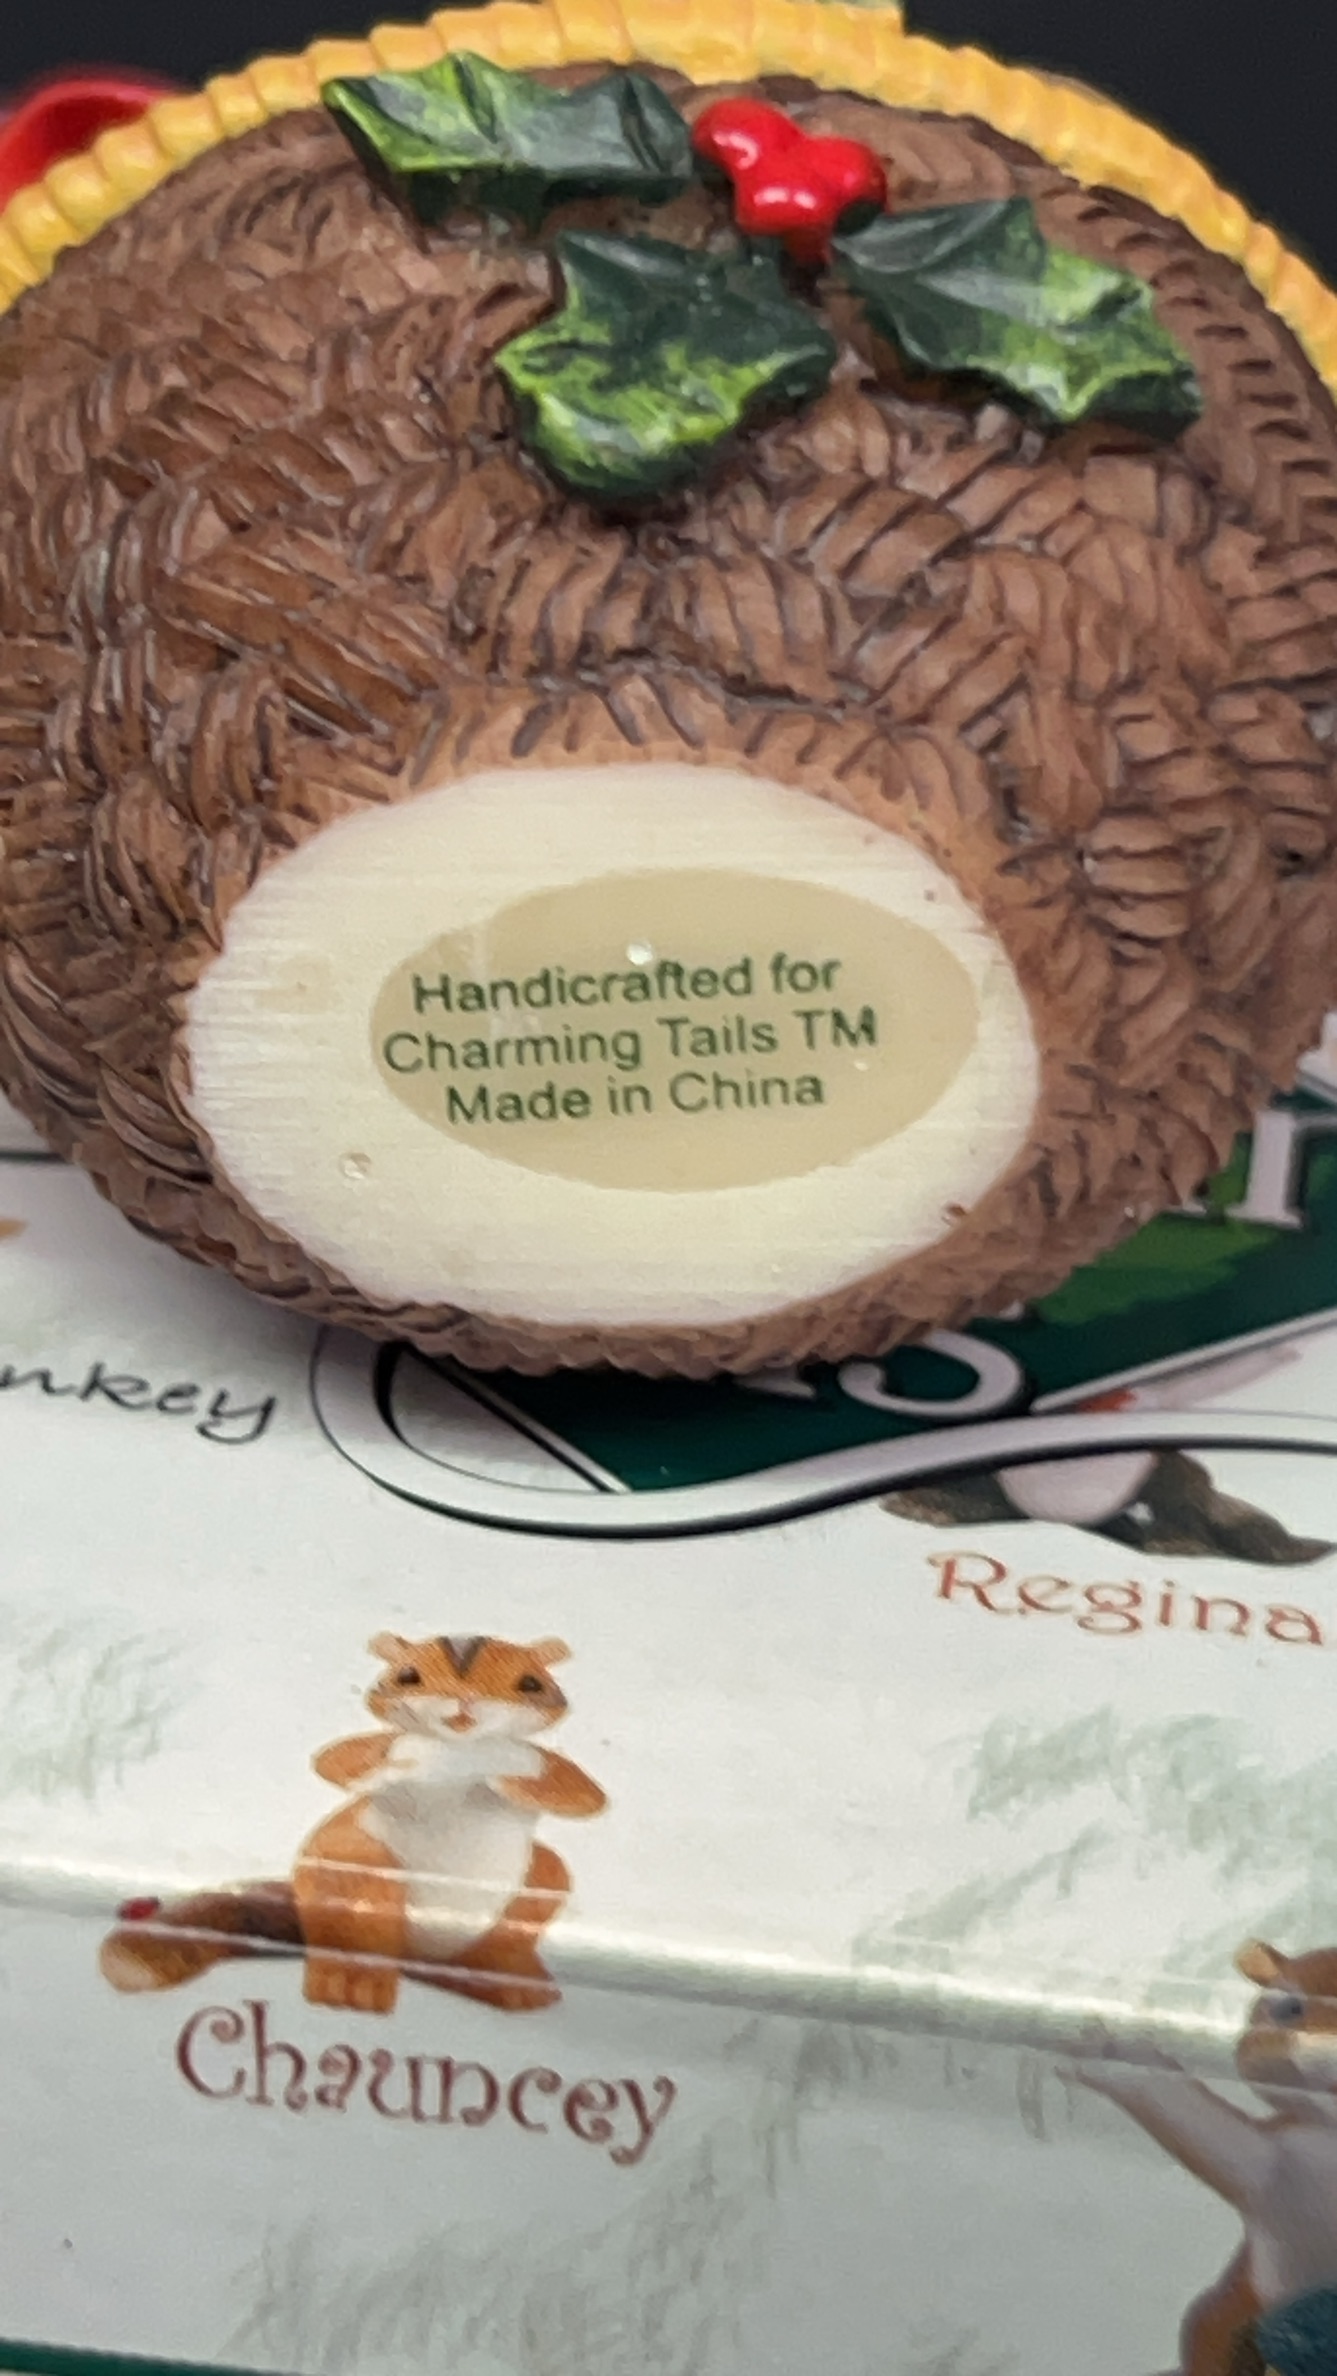 Handicrafted for
Charming Tails TM
Made in China
nkey
Regina
Chauncey